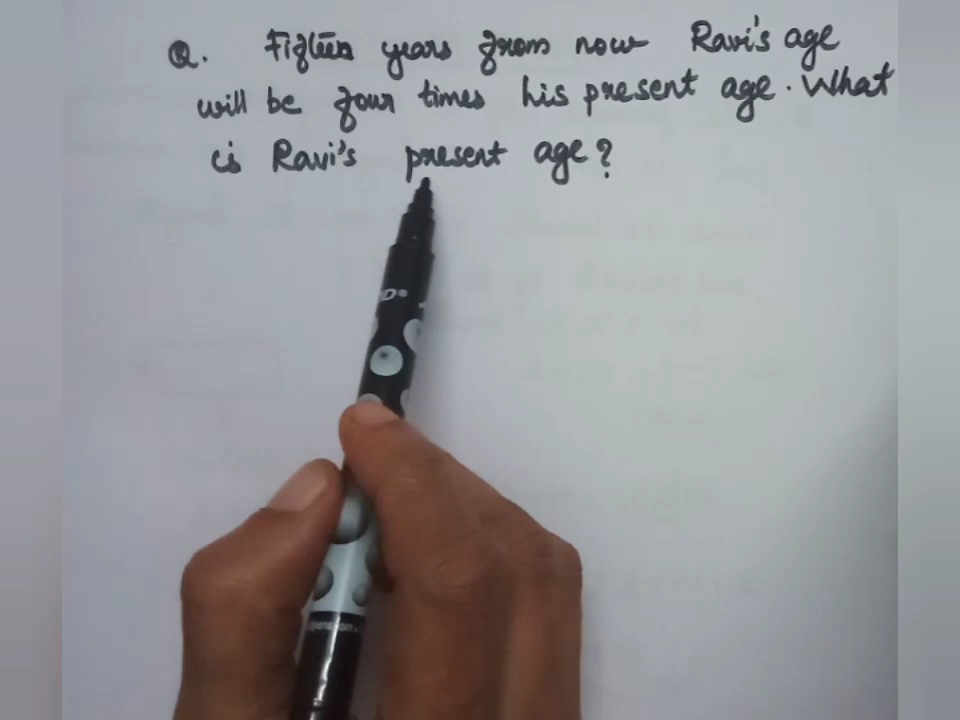 Q. Fifteen years from now Ravi's age
will be four times his present age. What
is Ravi's present age?